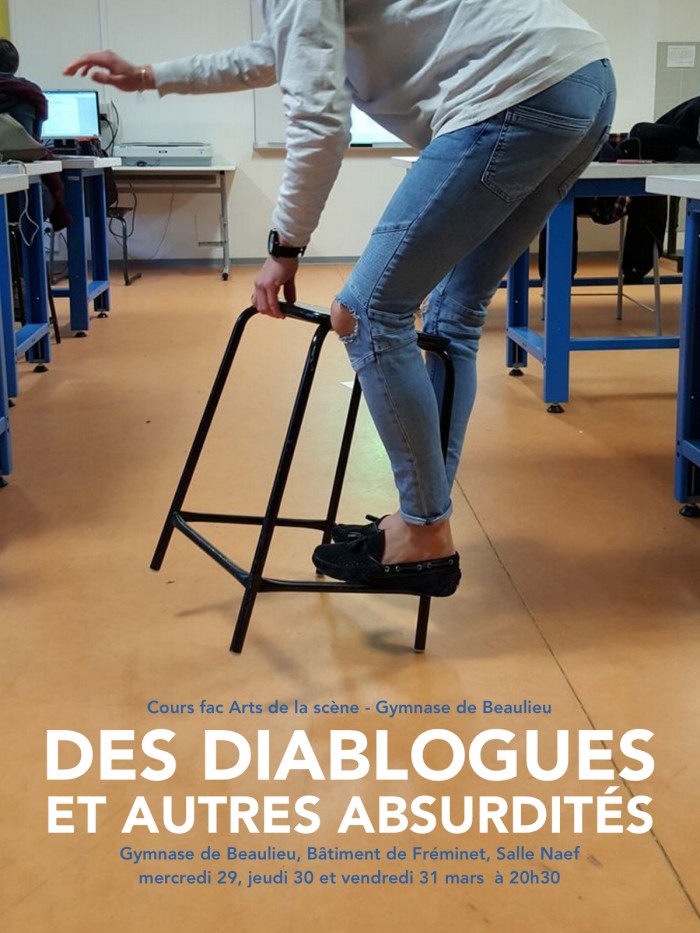 Cours fac Arts de la scène - Gymnase de Beaulieu
DES DIABLOGUES
ET AUTRES ABSURDITÉS
Gymnase de Beaulieu, Bâtiment de Fréminet, Salle Naef
mercredi 29, jeudi 30 et vendredi 31 mars  à 20h30